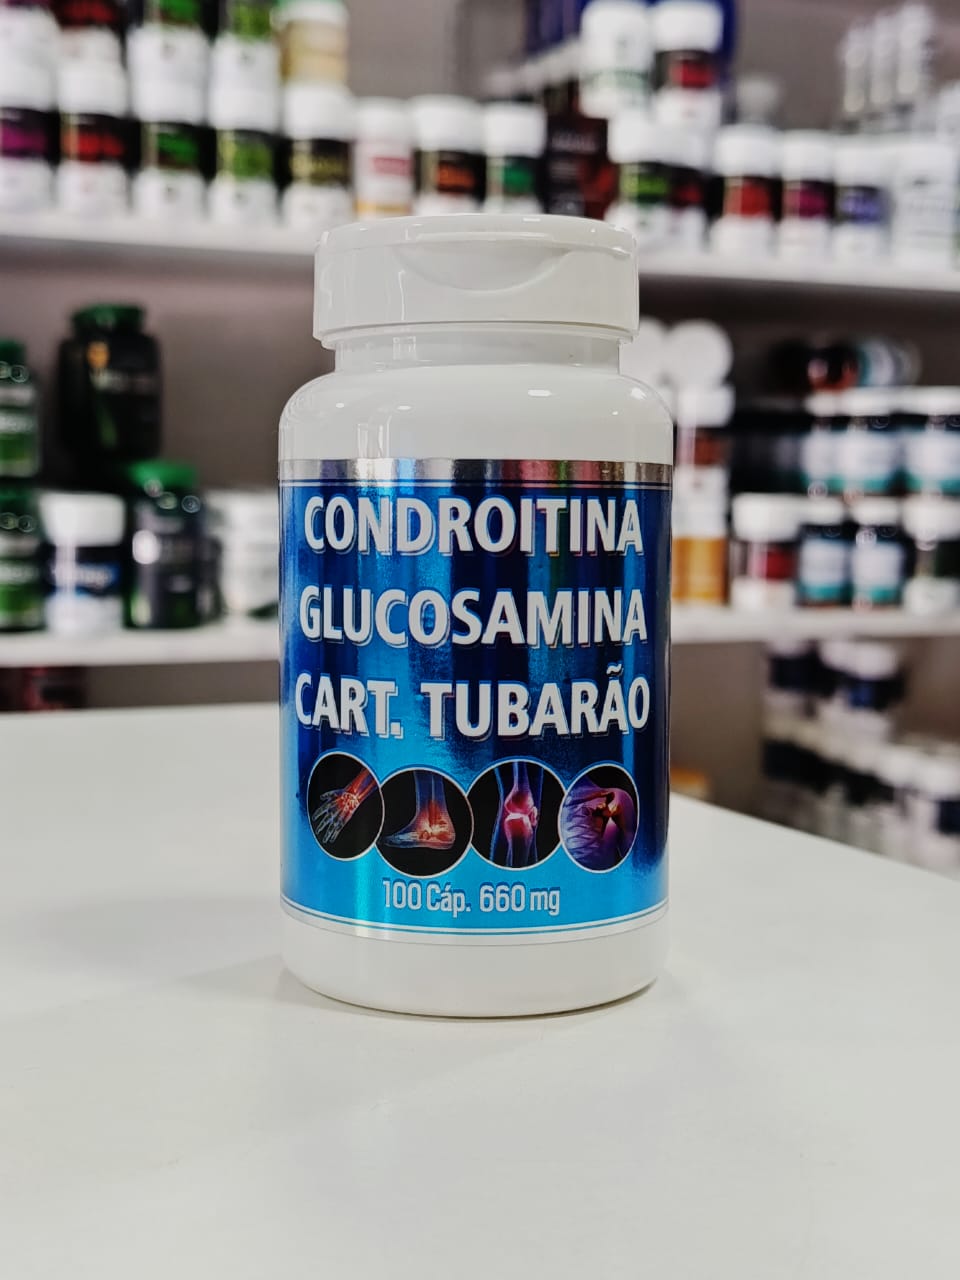 CONDROITINA
GLUCOSAMINA
CART. TUBARÃO
100 Cáp. 660 mg